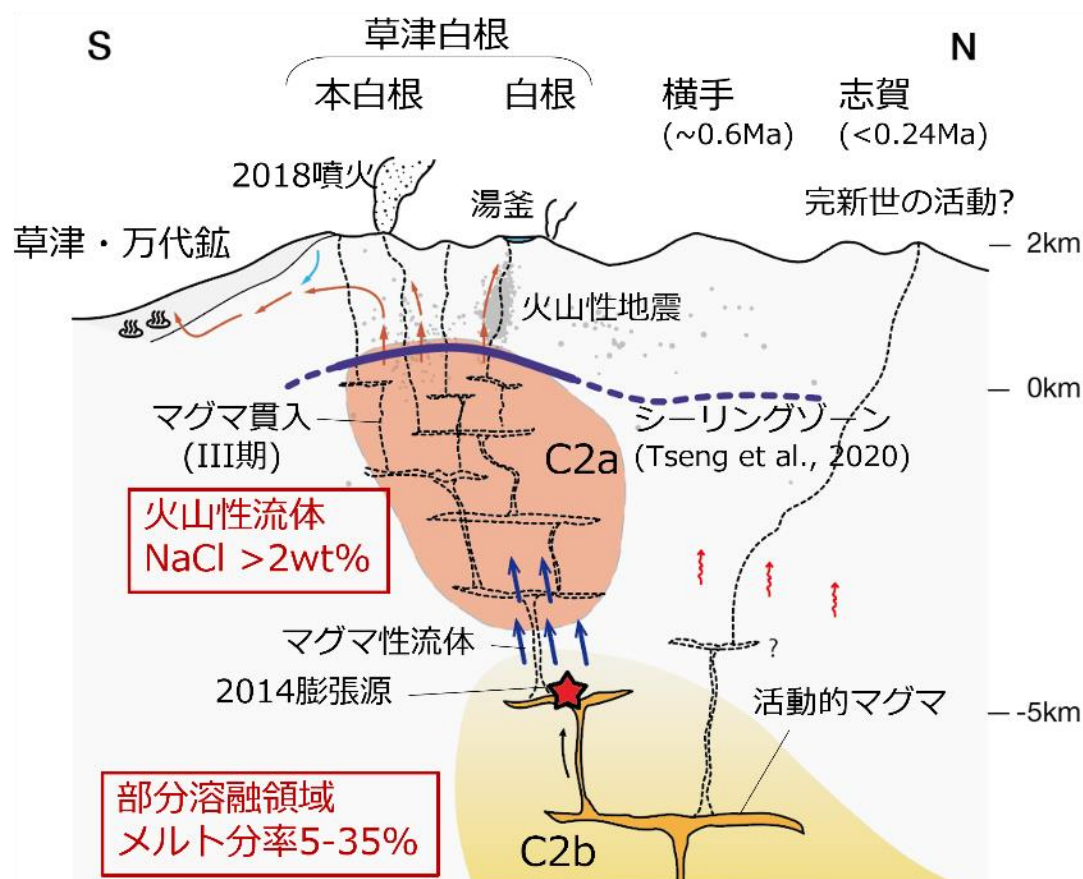 S
N
草津白根
本白根
白根
横手
(~0.6Ma)
志賀
(<0.24Ma)
2018噴火
湯釜
完新世の活動?
草津・万代鉱
2km
火山性地震
0km
マグマ貫入
(III期)
C2a
シーリングゾーン
(Tseng et al., 2020)
火山性流体
NaCl >2wt%
マグマ性流体
?
2014膨張源
活動的マグマ
-5km
部分溶融領域
メルト分率5-35%
C2b